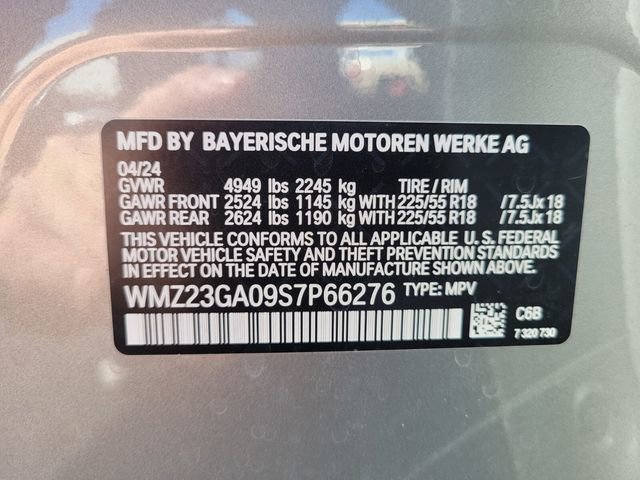 MFD BY BAYERISCHE MOTOREN WERKE AG
04/24
GVWR 4949 lbs 2245 kg TIRE / RIM
GAWR FRONT 2524 lbs 1145 kg WITH 225/55 R18 /7.5Jx18
GAWR REAR 2624 lbs 1190 kg WITH 225/55 R18 /7.5Jx18
THIS VEHICLE CONFORMS TO ALL APPLICABLE U.S. FEDERAL
MOTOR VEHICLE SAFETY AND THEFT PREVENTION STANDARDS
IN EFFECT ON THE DATE OF MANUFACTURE SHOWN ABOVE.
WMZ23GA09S7P66276 TYPE: MPV
C6B
7 320 730